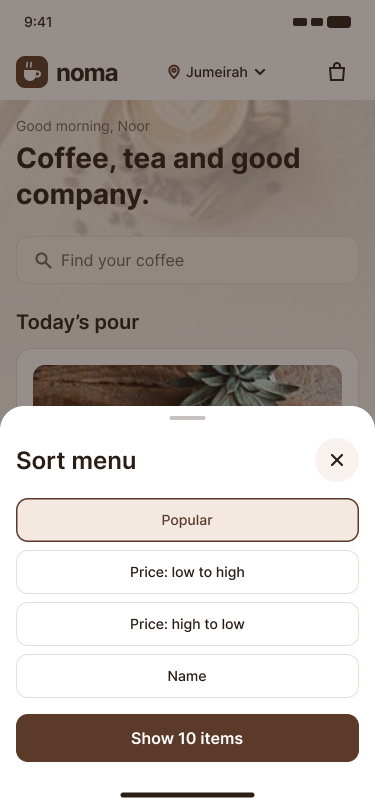 9:41
noma
Jumeirah
Good morning, Noor
Coffee, tea and good
company.
Find your coffee
Today’s pour
Sort menu
Popular
Price: low to high
Price: high to low
Name
Show 10 items